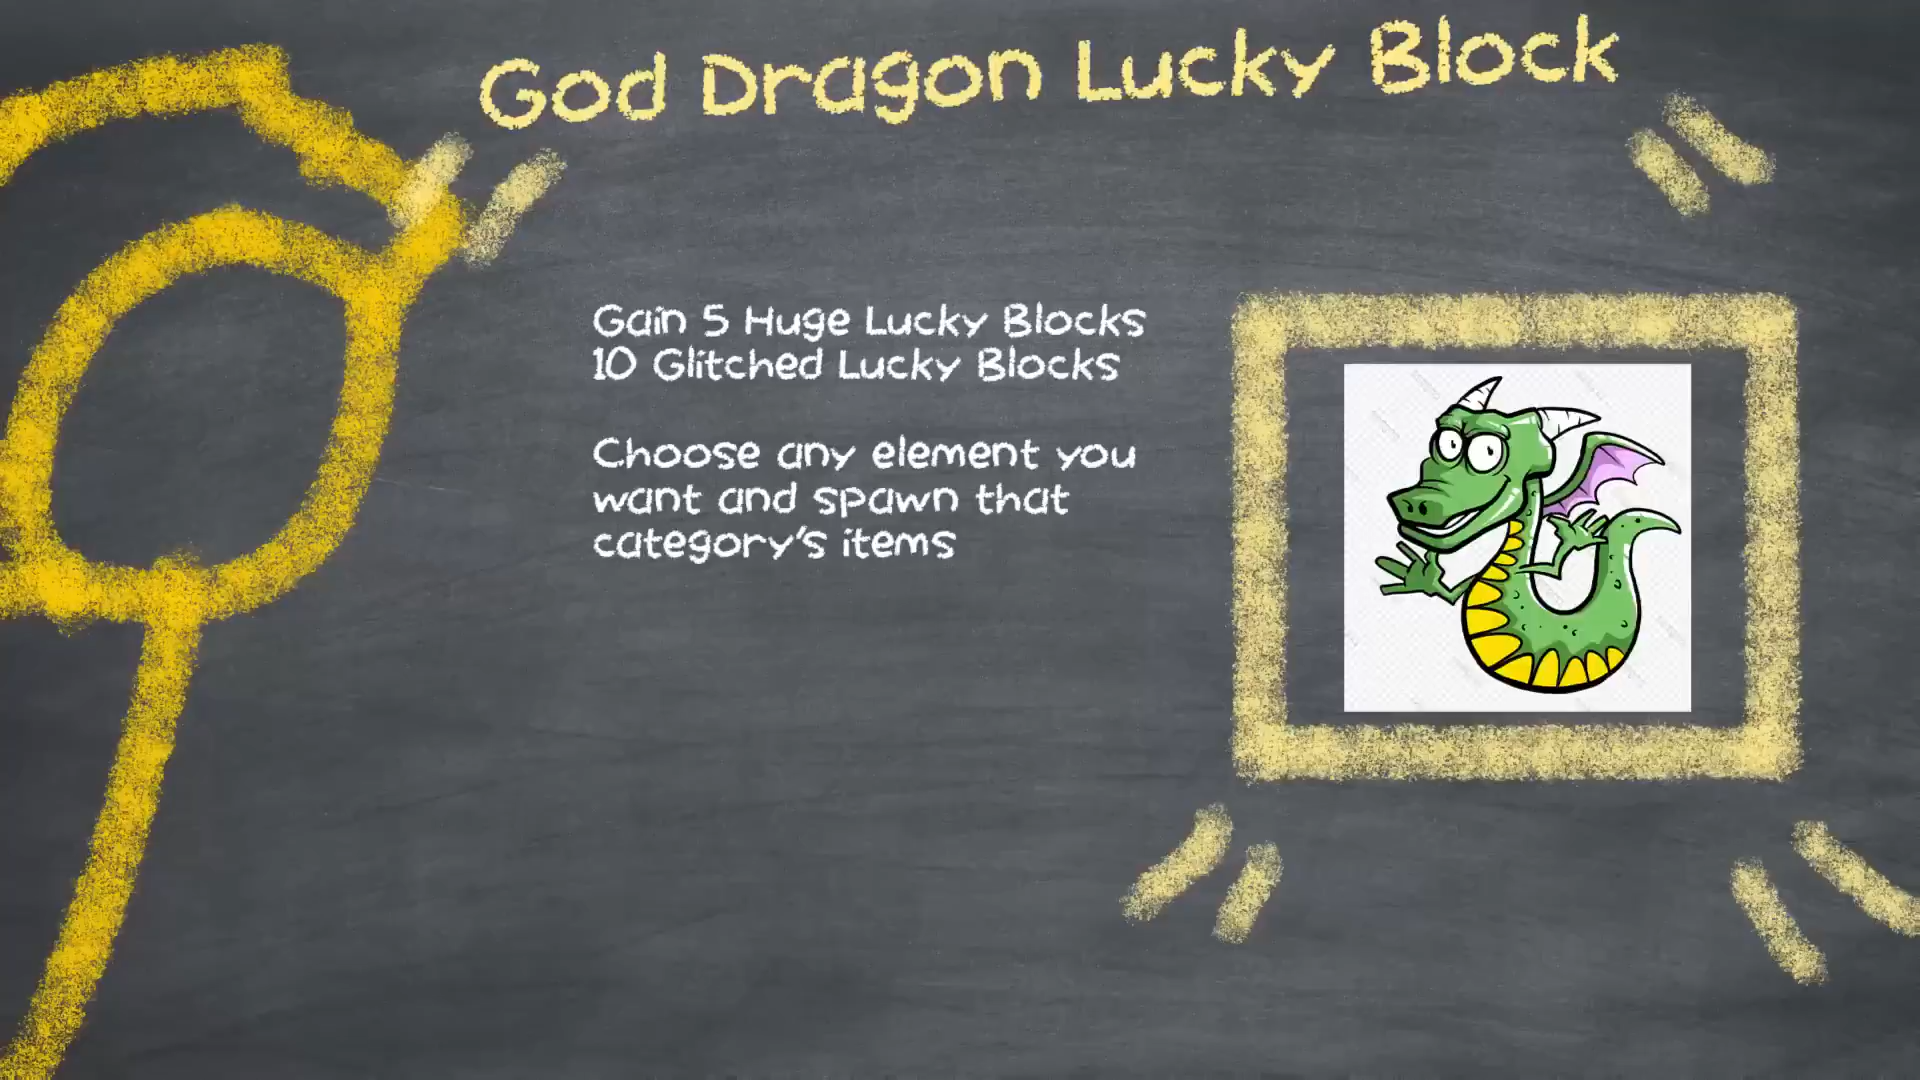 God Dragon Lucky Block
Gain 5 Huge Lucky Blocks
10 Glitched Lucky Blocks
Choose any element you
want and spawn that
category's items